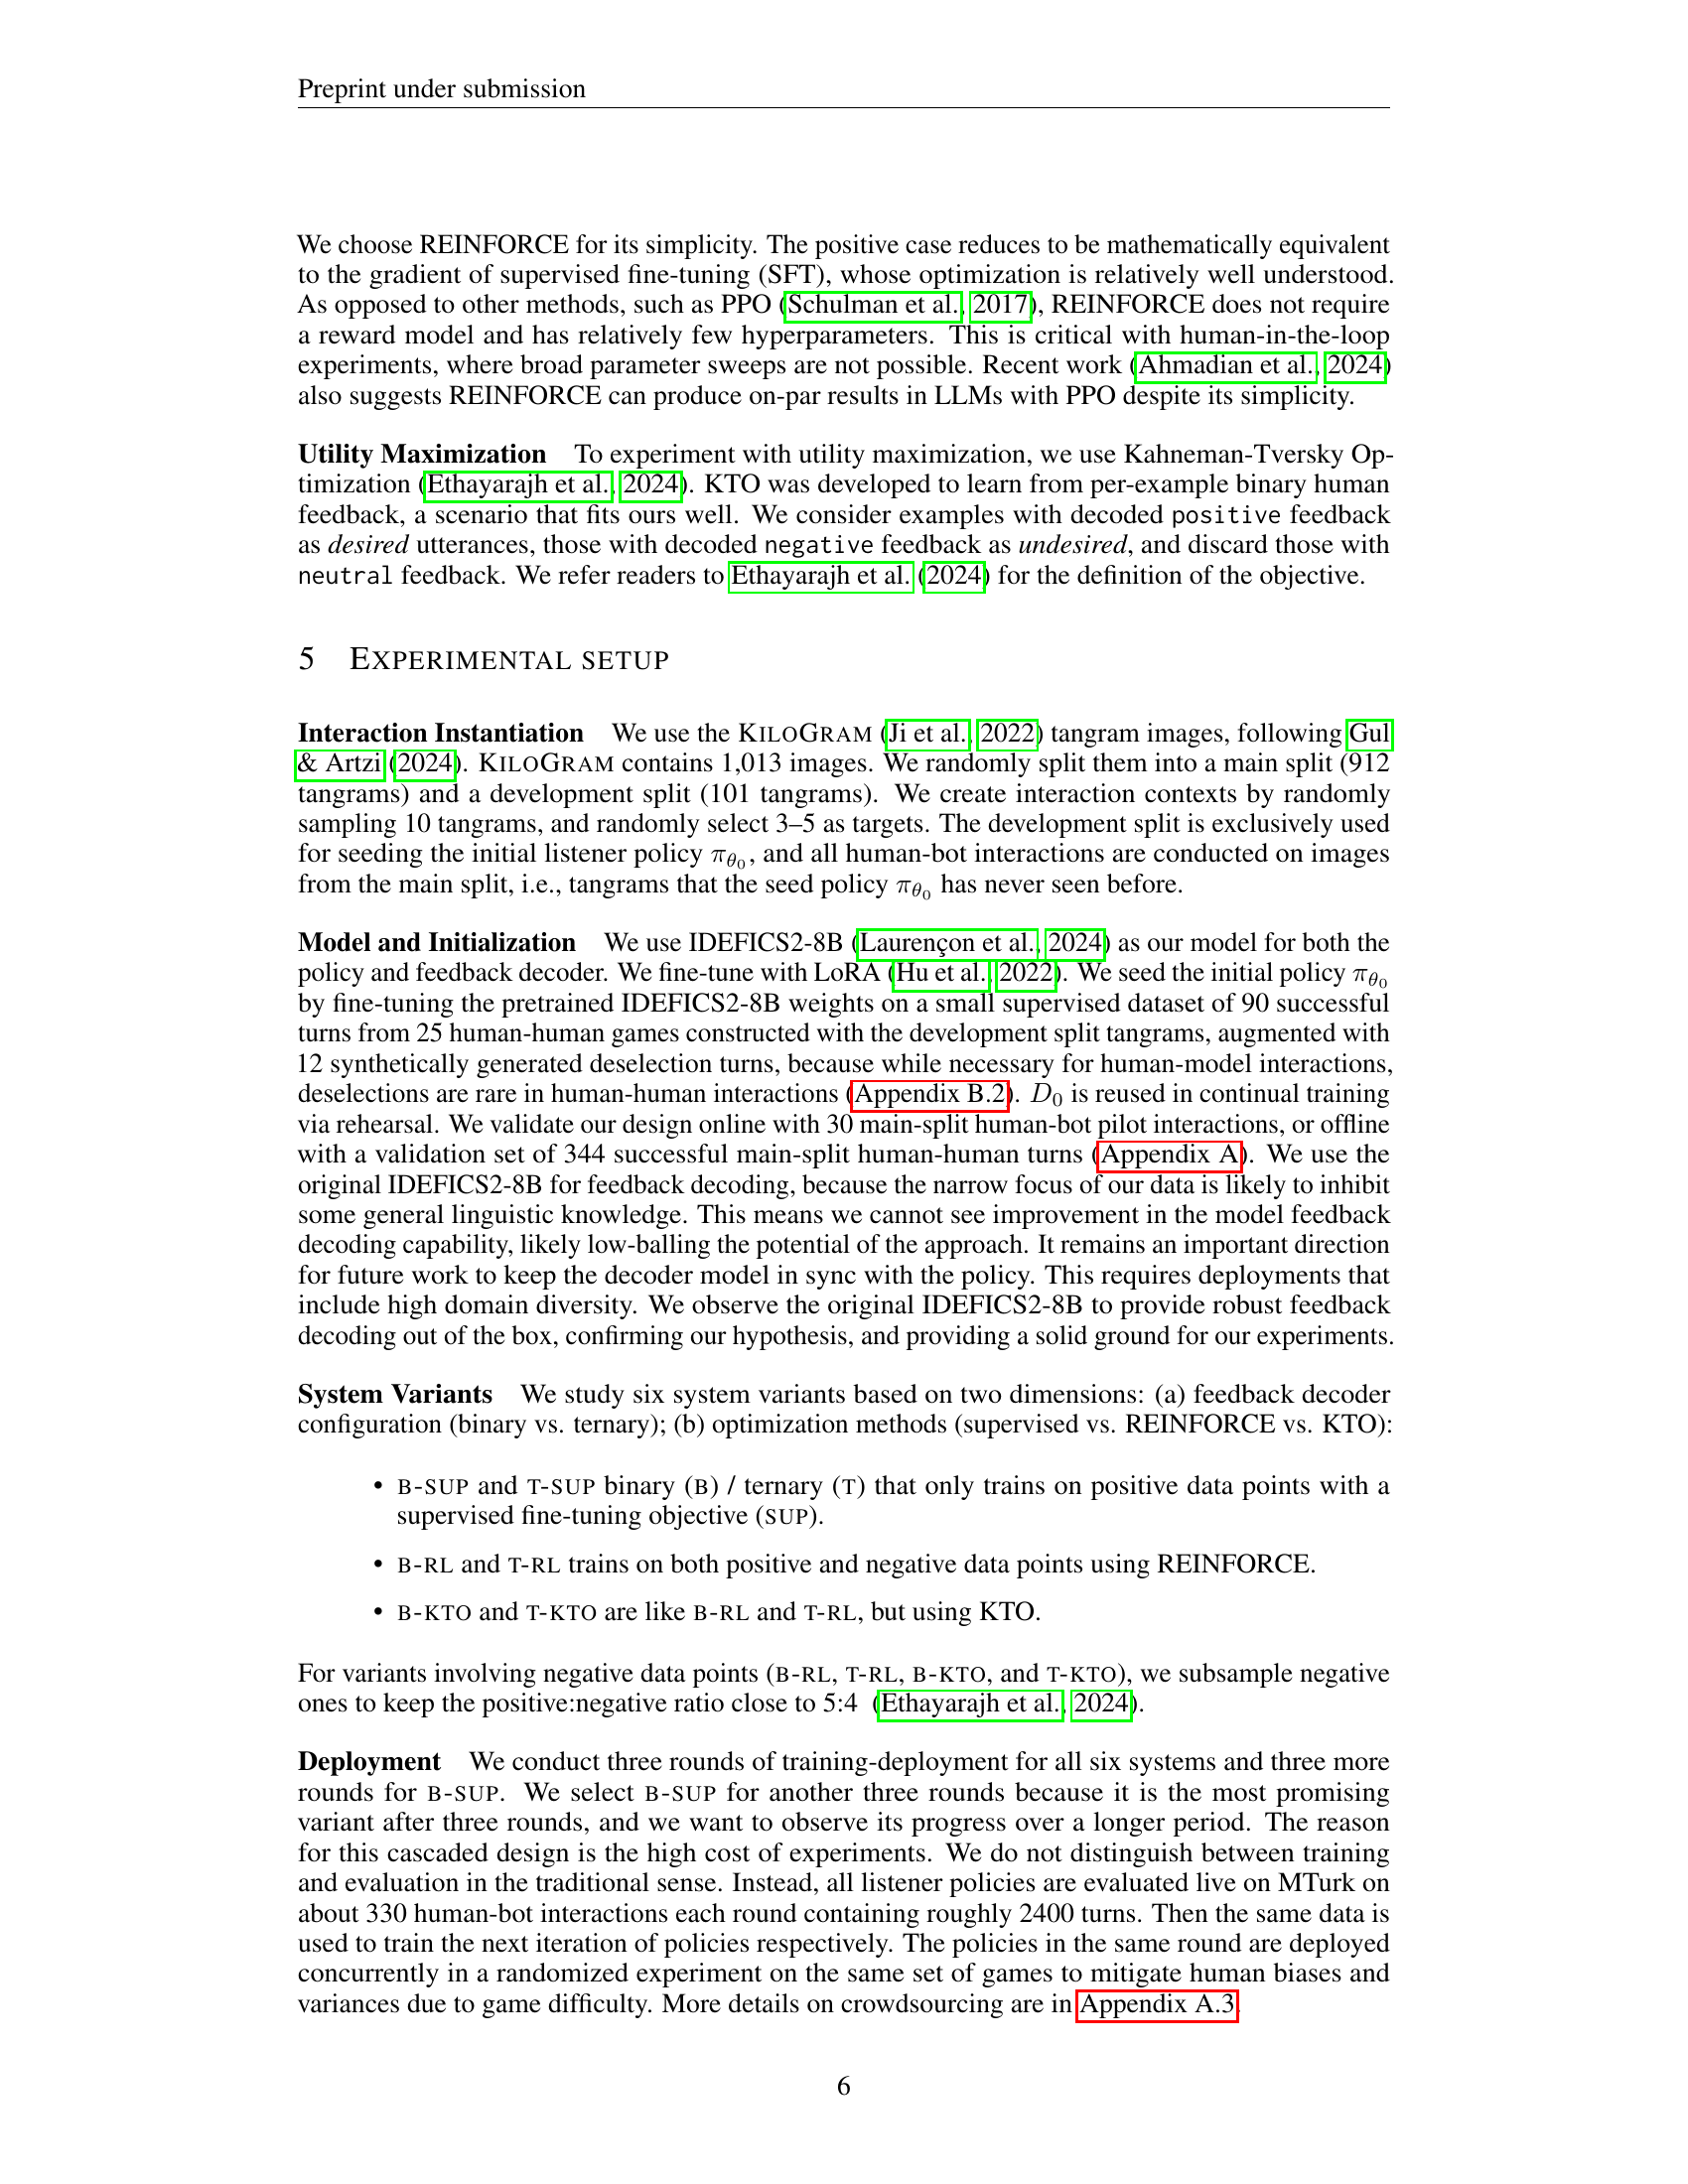 Preprint under submission
We choose REINFORCE for its simplicity. The positive case reduces to be mathematically equivalent
to the gradient of supervised fine-tuning (SFT), whose optimization is relatively well understood.
As opposed to other methods, such as PPO (Schulman et al., 2017), REINFORCE does not require
a reward model and has relatively few hyperparameters. This is critical with human-in-the-loop
experiments, where broad parameter sweeps are not possible. Recent work (Ahmadian et al., 2024)
also suggests REINFORCE can produce on-par results in LLMs with PPO despite its simplicity.
Utility Maximization To experiment with utility maximization, we use Kahneman-Tversky Op-
timization (Ethayarajh et al., 2024). KTO was developed to learn from per-example binary human
feedback, a scenario that fits ours well. We consider examples with decoded positive feedback
as desired utterances, those with decoded negative feedback as undesired, and discard those with
neutral feedback. We refer readers to Ethayarajh et al. (2024) for the definition of the objective.
5 EXPERIMENTAL SETUP
Interaction Instantiation We use the KILOGRAM (Ji et al., 2022) tangram images, following Gul
& Artzi (2024). KILOGRAM contains 1,013 images. We randomly split them into a main split (912
tangrams) and a development split (101 tangrams). We create interaction contexts by randomly
sampling 10 tangrams, and randomly select 3–5 as targets. The development split is exclusively used
for seeding the initial listener policy πθ0, and all human-bot interactions are conducted on images
from the main split, i.e., tangrams that the seed policy πθ0 has never seen before.
Model and Initialization We use IDEFICS2-8B (Laurençon et al., 2024) as our model for both the
policy and feedback decoder. We fine-tune with LoRA (Hu et al., 2022). We seed the initial policy πθ0
by fine-tuning the pretrained IDEFICS2-8B weights on a small supervised dataset of 90 successful
turns from 25 human-human games constructed with the development split tangrams, augmented with
12 synthetically generated deselection turns, because while necessary for human-model interactions,
deselections are rare in human-human interactions (Appendix B.2). D0 is reused in continual training
via rehearsal. We validate our design online with 30 main-split human-bot pilot interactions, or offline
with a validation set of 344 successful main-split human-human turns (Appendix A). We use the
original IDEFICS2-8B for feedback decoding, because the narrow focus of our data is likely to inhibit
some general linguistic knowledge. This means we cannot see improvement in the model feedback
decoding capability, likely low-balling the potential of the approach. It remains an important direction
for future work to keep the decoder model in sync with the policy. This requires deployments that
include high domain diversity. We observe the original IDEFICS2-8B to provide robust feedback
decoding out of the box, confirming our hypothesis, and providing a solid ground for our experiments.
System Variants We study six system variants based on two dimensions: (a) feedback decoder
configuration (binary vs. ternary); (b) optimization methods (supervised vs. REINFORCE vs. KTO):
• B-SUP and T-SUP binary (B) / ternary (T) that only trains on positive data points with a
supervised fine-tuning objective (SUP).
• B-RL and T-RL trains on both positive and negative data points using REINFORCE.
• B-KTO and T-KTO are like B-RL and T-RL, but using KTO.
For variants involving negative data points (B-RL, T-RL, B-KTO, and T-KTO), we subsample negative
ones to keep the positive:negative ratio close to 5:4 (Ethayarajh et al., 2024).
Deployment We conduct three rounds of training-deployment for all six systems and three more
rounds for B-SUP. We select B-SUP for another three rounds because it is the most promising
variant after three rounds, and we want to observe its progress over a longer period. The reason
for this cascaded design is the high cost of experiments. We do not distinguish between training
and evaluation in the traditional sense. Instead, all listener policies are evaluated live on MTurk on
about 330 human-bot interactions each round containing roughly 2400 turns. Then the same data is
used to train the next iteration of policies respectively. The policies in the same round are deployed
concurrently in a randomized experiment on the same set of games to mitigate human biases and
variances due to game difficulty. More details on crowdsourcing are in Appendix A.3.
6